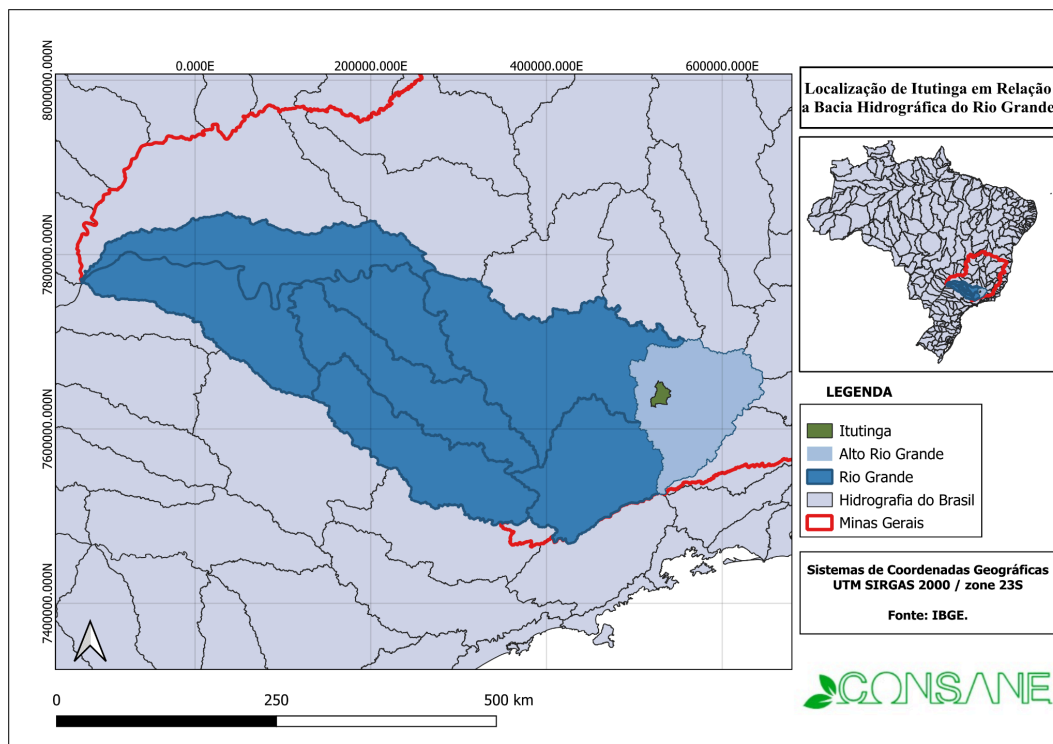 0.000E
200000.000E
400000.000E
600000.000E
8000000.000N
7800000.000N
7600000.000N
7400000.000N
0
250
500 km
Localização de Itutinga em Relação
a Bacia Hidrográfica do Rio Grande
LEGENDA
Itutinga
Alto Rio Grande
Rio Grande
Hidrografia do Brasil
Minas Gerais
Sistemas de Coordenadas Geográficas
UTM SIRGAS 2000 / zone 23S
Fonte: IBGE.
CONSANE